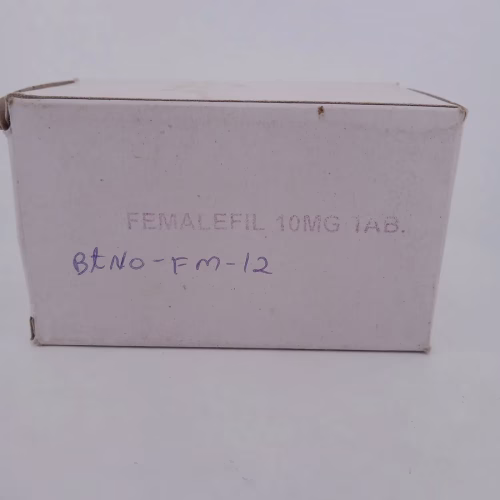 FEMALEFIL 10MG TAB.
BtNo-FM-12